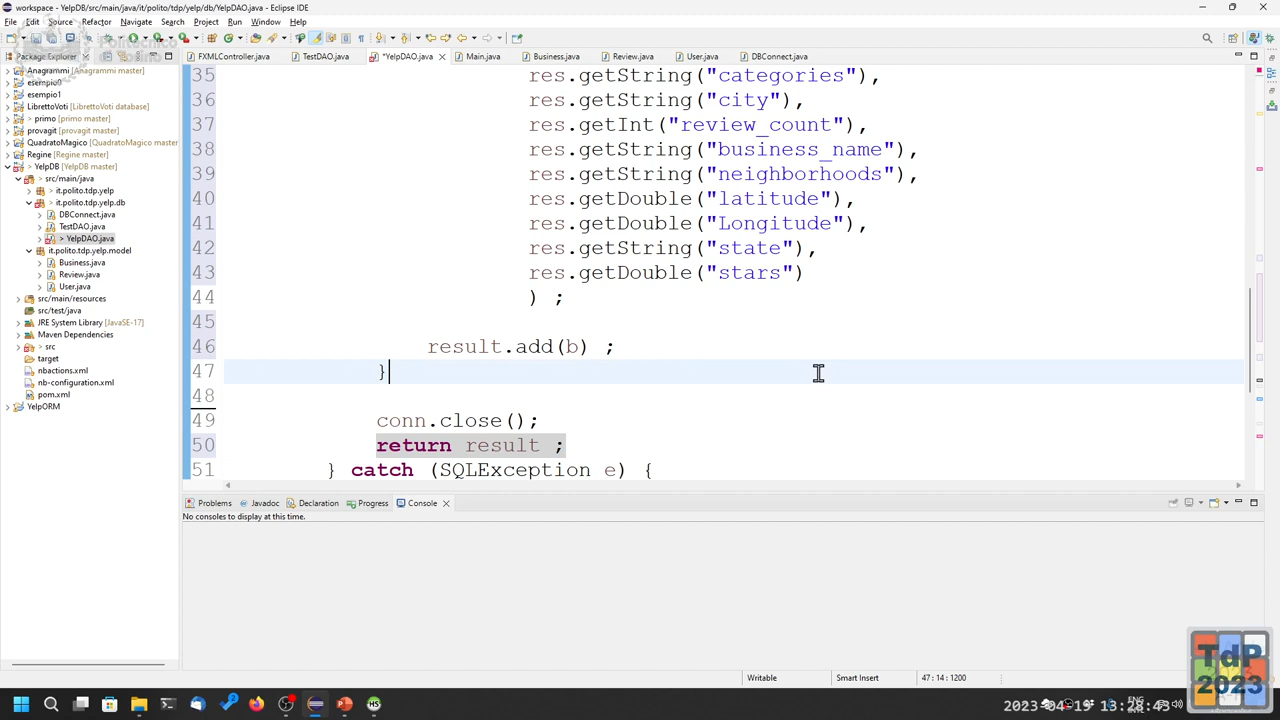 workspace - YelpDB/src/main/java/it/polito/tdp/yelp/db/YelpDAO.java - Eclipse IDE
File Edit Source Refactor Navigate Search Project Run Window Help
Package Explorer
FXMLController.java TestDAO.java *YelpDAO.java Main.java Business.java Review.java User.java DBConnect.java
Anagrammi [Anagrammi master]
esempio0
esempio1
LibrettoVoti [LibrettoVoti database]
> primo [primo master]
provagit [provagit master]
QuadratoMagico [QuadratoMagico master]
Regine [Regine master]
YelpDB [YelpDB master]
src/main/java
it.polito.tdp.yelp
it.polito.tdp.yelp.db
DBConnect.java
TestDAO.java
> YelpDAO.java
it.polito.tdp.yelp.model
Business.java
Review.java
User.java
src/main/resources
src/test/java
JRE System Library [JavaSE-17]
Maven Dependencies
src
target
nbactions.xml
nb-configuration.xml
pom.xml
YelpORM
35 res.getString("categories"),
36 res.getString("city"),
37 res.getInt("review_count"),
38 res.getString("business_name"),
39 res.getString("neighborhoods"),
40 res.getDouble("latitude"),
41 res.getDouble("Longitude"),
42 res.getString("state"),
43 res.getDouble("stars")
44 ) ;
45
46 result.add(b) ;
47 }
48
49 conn.close();
50 return result ;
51 } catch (SQLException e) {
Problems Javadoc Declaration Progress Console
No consoles to display at this time.
Writable Smart Insert 47 : 14 : 1200
TdP
2023
2023-04-19 13:28:43